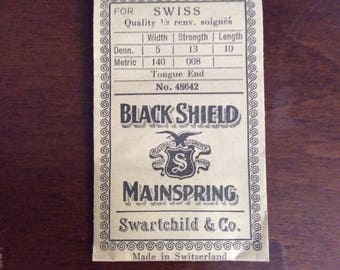 FOR SWISS
Quality ½ renv. soignés
Width Strength Length
Denn. 5 13 10
Metric 140 008
Tongue End
No. 48642
BLACK SHIELD
S
MAINSPRING
Swartchild & Co.
Made in Switzerland